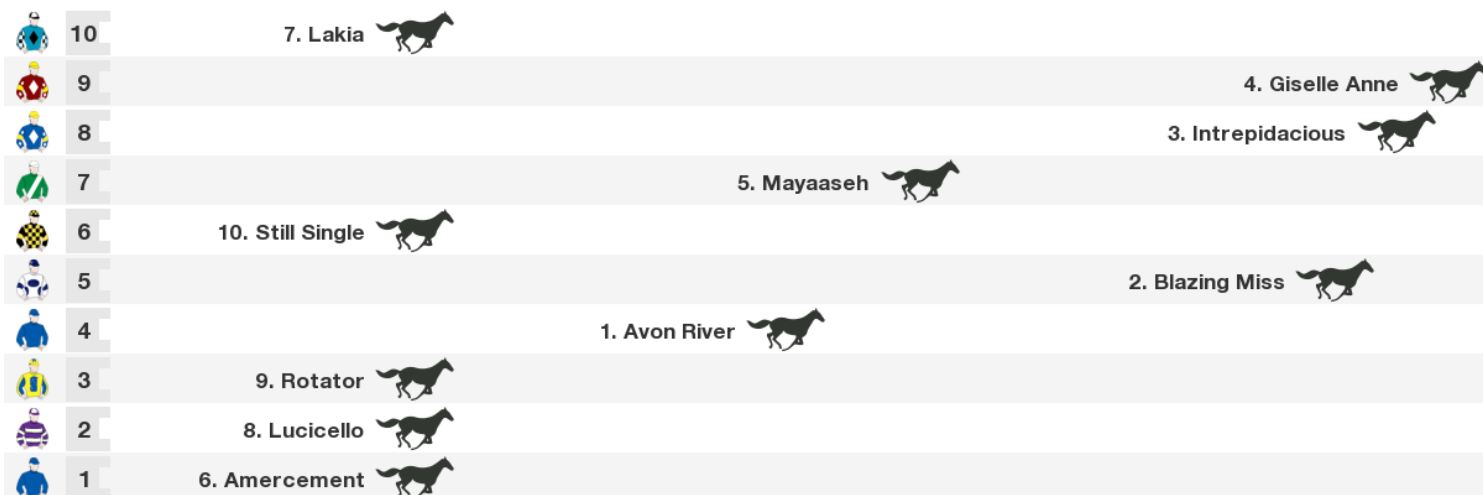 10 7. Lakia
9 4. Giselle Anne
8 3. Intrepidacious
7 5. Mayaaseh
6 10. Still Single
5 2. Blazing Miss
4 1. Avon River
3 9. Rotator
2 8. Lucicello
1 6. Amercement